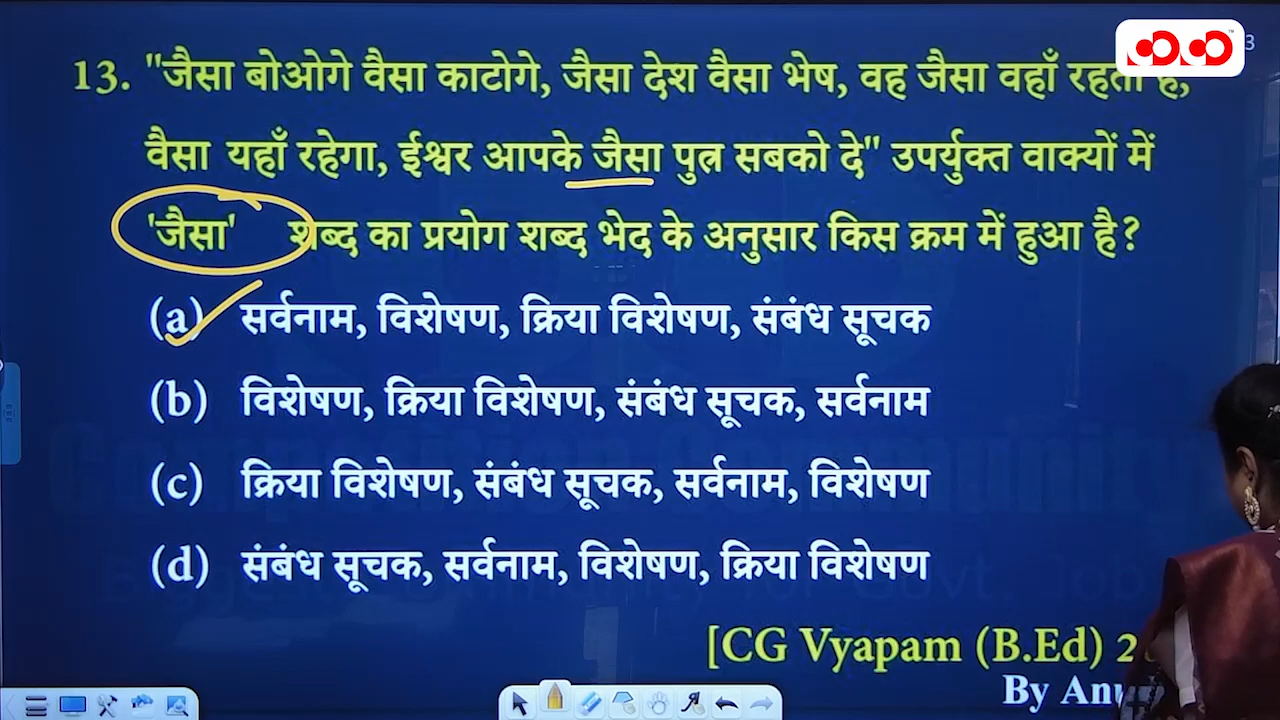 13. "जैसा बोओगे वैसा काटोगे, जैसा देश वैसा भेष, वह जैसा वहाँ रहता है,
वैसा यहाँ रहेगा, ईश्वर आपके जैसा पुत्र सबको दे" उपर्युक्त वाक्यों में
'जैसा' शब्द का प्रयोग शब्द भेद के अनुसार किस क्रम में हुआ है?
(a) सर्वनाम, विशेषण, क्रिया विशेषण, संबंध सूचक
(b) विशेषण, क्रिया विशेषण, संबंध सूचक, सर्वनाम
(c) क्रिया विशेषण, संबंध सूचक, सर्वनाम, विशेषण
(d) संबंध सूचक, सर्वनाम, विशेषण, क्रिया विशेषण
[CG Vyapam (B.Ed)
By